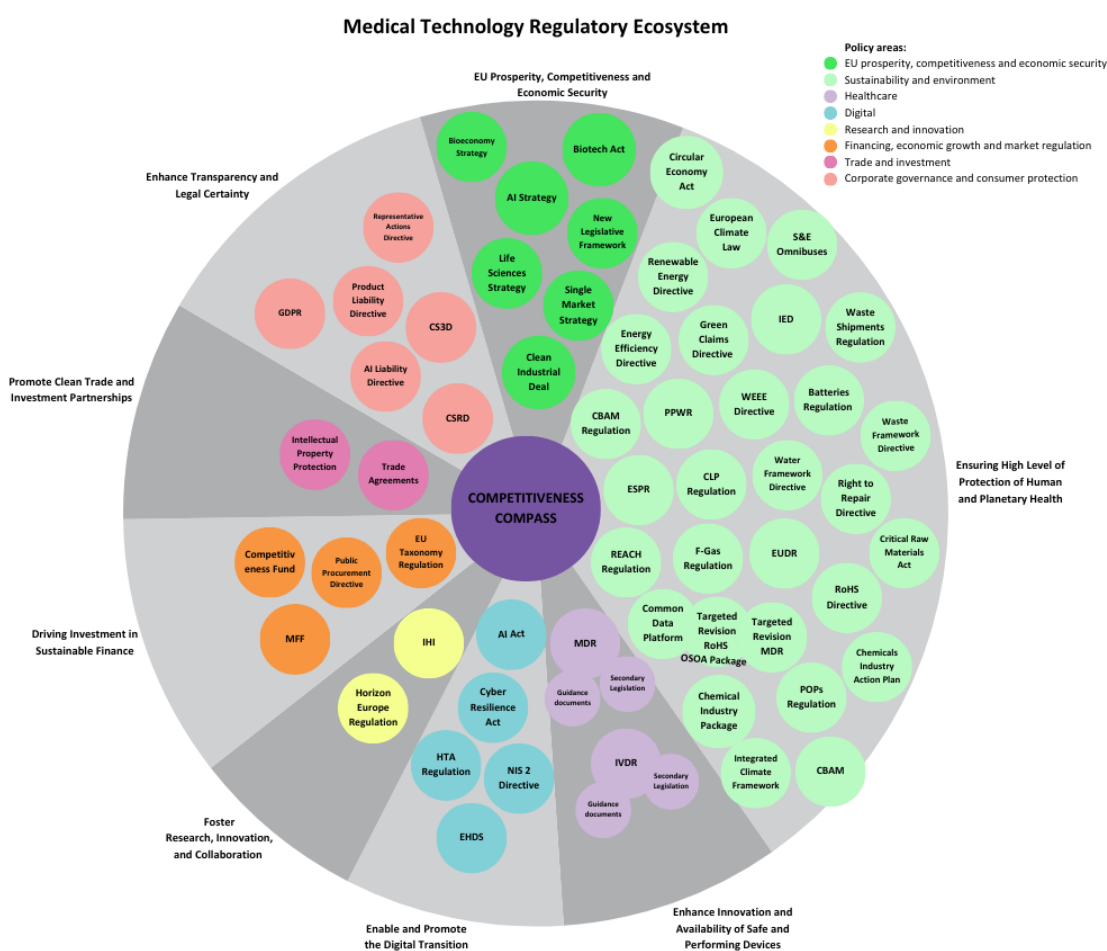 Medical Technology Regulatory Ecosystem
Policy areas:
EU prosperity, competitiveness and economic security
Sustainability and environment
Healthcare
Digital
Research and innovation
Financing, economic growth and market regulation
Trade and investment
Corporate governance and consumer protection
EU Prosperity, Competitiveness and
Economic Security
Bioeconomy
Strategy
Biotech Act
AI Strategy
New
Legislative
Framework
Life
Sciences
Strategy
Single
Market
Strategy
Clean
Industrial
Deal
Enhance Transparency and
Legal Certainty
Representative
Actions
Directive
Product
Liability
Directive
GDPR
CS3D
AI Liability
Directive
CSRD
Promote Clean Trade and
Investment Partnerships
Intellectual
Property
Protection
Trade
Agreements
COMPETITIVENESS
COMPASS
Driving Investment in
Sustainable Finance
Competitiv
eness Fund
Public
Procurement
Directive
EU
Taxonomy
Regulation
MFF
Foster
Research, Innovation,
and Collaboration
IHI
Horizon
Europe
Regulation
Enable and Promote
the Digital Transition
AI Act
Cyber
Resilience
Act
HTA
Regulation
NIS 2
Directive
EHDS
Enhance Innovation and
Availability of Safe and
Performing Devices
MDR
Guidance
documents
Secondary
Legislation
IVDR
Secondary
Legislation
Guidance
documents
Ensuring High Level of
Protection of Human
and Planetary Health
Circular
Economy
Act
European
Climate
Law
S&E
Omnibuses
Renewable
Energy
Directive
IED
Waste
Shipments
Regulation
Energy
Efficiency
Directive
Green
Claims
Directive
CBAM
Regulation
PPWR
WEEE
Directive
Batteries
Regulation
Waste
Framework
Directive
ESPR
CLP
Regulation
Water
Framework
Directive
Right to
Repair
Directive
REACH
Regulation
F-Gas
Regulation
EUDR
Critical Raw
Materials
Act
RoHS
Directive
Common
Data
Platform
Targeted
Revision
RoHS
OSOA Package
Targeted
Revision
MDR
Chemicals
Industry
Action Plan
Chemical
Industry
Package
POPs
Regulation
Integrated
Climate
Framework
CBAM